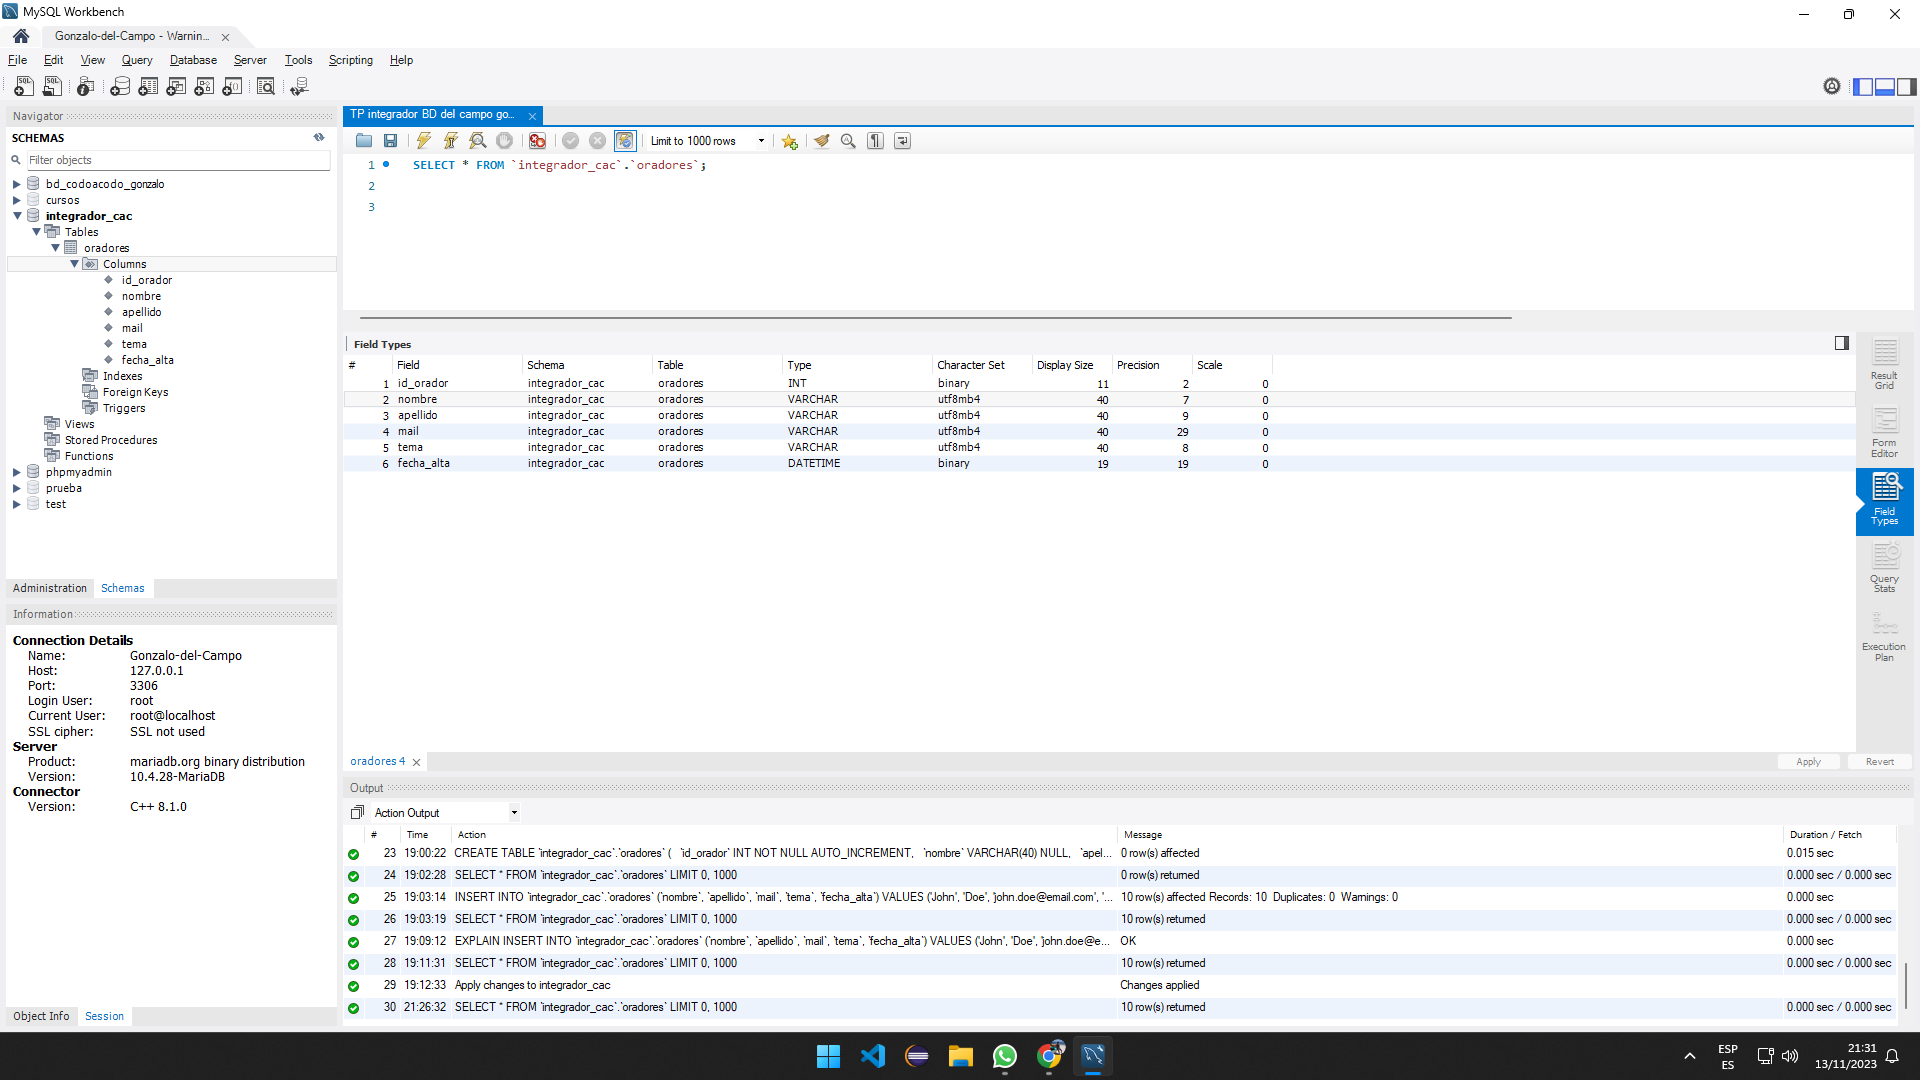 MySQL Workbench
Gonzalo-del-Campo - Warnin...
File Edit View Query Database Server Tools Scripting Help
Navigator
SCHEMAS
Filter objects
bd_codoacodo_gonzalo
cursos
integrador_cac
Tables
oradores
Columns
id_orador
nombre
apellido
mail
tema
fecha_alta
Indexes
Foreign Keys
Triggers
Views
Stored Procedures
Functions
phpmyadmin
prueba
test
Administration Schemas
Information
Connection Details
Name: Gonzalo-del-Campo
Host: 127.0.0.1
Port: 3306
Login User: root
Current User: root@localhost
SSL cipher: SSL not used
Server
Product: mariadb.org binary distribution
Version: 10.4.28-MariaDB
Connector
Version: C++ 8.1.0
Object Info Session
TP integrador BD del campo go...
Limit to 1000 rows
1 SELECT * FROM `integrador_cac`.`oradores`;
2
3
Field Types
# Field Schema Table Type Character Set Display Size Precision Scale
1 id_orador integrador_cac oradores INT binary 11 2 0
2 nombre integrador_cac oradores VARCHAR utf8mb4 40 7 0
3 apellido integrador_cac oradores VARCHAR utf8mb4 40 9 0
4 mail integrador_cac oradores VARCHAR utf8mb4 40 29 0
5 tema integrador_cac oradores VARCHAR utf8mb4 40 8 0
6 fecha_alta integrador_cac oradores DATETIME binary 19 19 0
Result
Grid
Form
Editor
Field
Types
Query
Stats
Execution
Plan
oradores 4
Apply Revert
Output
Action Output
# Time Action Message Duration / Fetch
23 19:00:22 CREATE TABLE `integrador_cac`.`oradores` ( `id_orador` INT NOT NULL AUTO_INCREMENT, `nombre` VARCHAR(40) NULL, `apel... 0 row(s) affected 0.015 sec
24 19:02:28 SELECT * FROM `integrador_cac`.`oradores` LIMIT 0, 1000 0 row(s) returned 0.000 sec / 0.000 sec
25 19:03:14 INSERT INTO `integrador_cac`.`oradores` (`nombre`, `apellido`, `mail`, `tema`, `fecha_alta`) VALUES ('John', 'Doe', 'john.doe@email.com', '... 10 row(s) affected Records: 10 Duplicates: 0 Warnings: 0 0.000 sec
26 19:03:19 SELECT * FROM `integrador_cac`.`oradores` LIMIT 0, 1000 10 row(s) returned 0.000 sec / 0.000 sec
27 19:09:12 EXPLAIN INSERT INTO `integrador_cac`.`oradores` (`nombre`, `apellido`, `mail`, `tema`, `fecha_alta`) VALUES ('John', 'Doe', 'john.doe@e... OK 0.000 sec
28 19:11:31 SELECT * FROM `integrador_cac`.`oradores` LIMIT 0, 1000 10 row(s) returned 0.000 sec / 0.000 sec
29 19:12:33 Apply changes to integrador_cac Changes applied
30 21:26:32 SELECT * FROM `integrador_cac`.`oradores` LIMIT 0, 1000 10 row(s) returned 0.000 sec / 0.000 sec
ESP
ES
21:31
13/11/2023